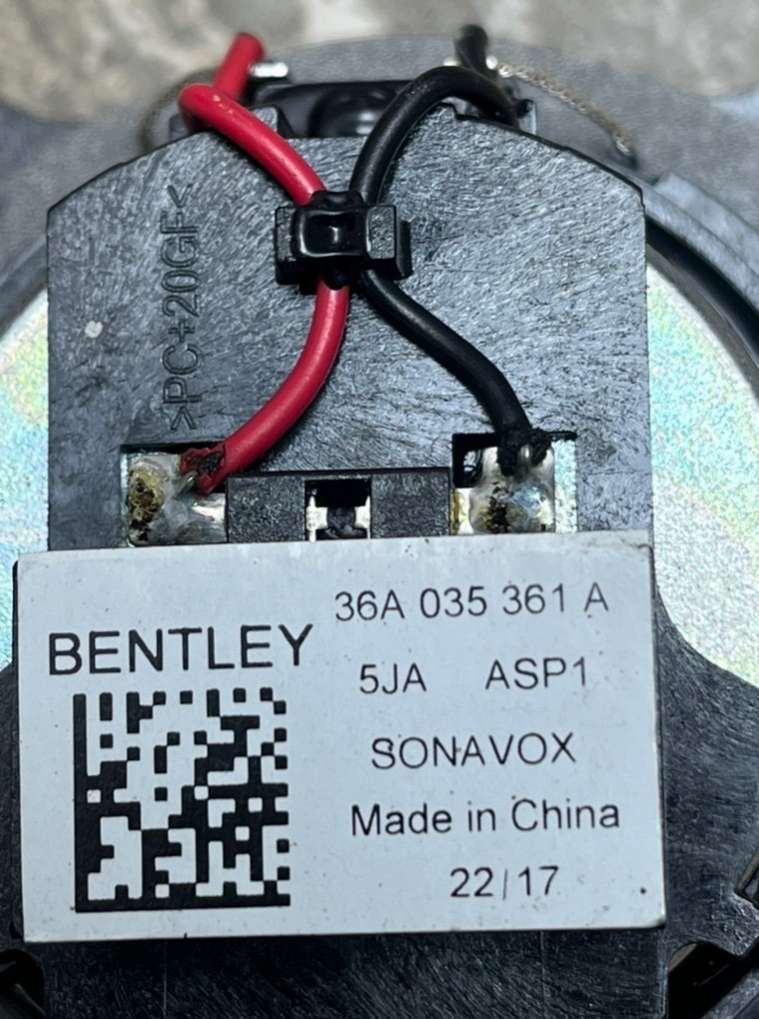 >PC+20GF<
36A 035 361 A
BENTLEY
5JA ASP1
SONAVOX
Made in China
22/17